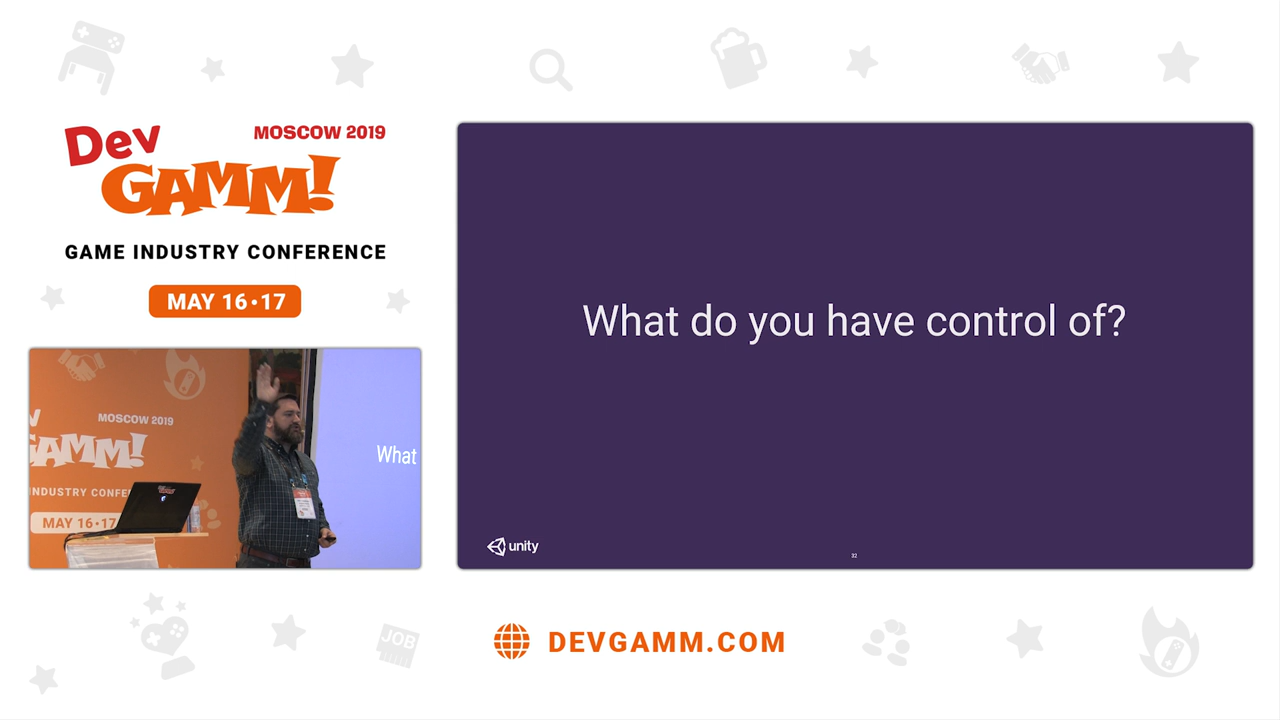 Dev
MOSCOW 2019
GAMM!
GAME INDUSTRY CONFERENCE
MAY 16•17
What do you have control of?
unity
32
MOSCOW 2019
GAMM!
INDUSTRY CONFE
MAY 16•17
What
JOB
DEVGAMM.COM